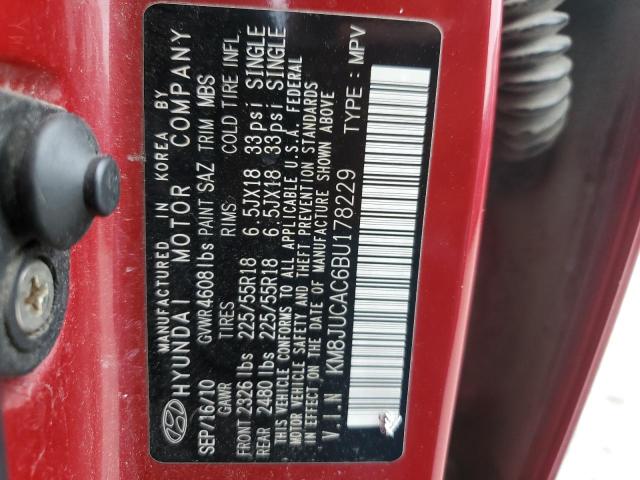 MANUFACTURED IN KOREA BY
HYUNDAI MOTOR COMPANY
SEP/16/10 GVWR 4608 lbs PAINT SAZ TRIM MBS
GAWR TIRES RIMS: COLD TIRE INFL.
FRONT 2326 lbs 225/55R18 6.5JX18 33psi SINGLE
REAR 2480 lbs 225/55R18 6.5JX18 33psi SINGLE
THIS VEHICLE CONFORMS TO ALL APPLICABLE U.S.A. FEDERAL
MOTOR VEHICLE SAFETY AND THEFT PREVENTION STANDARDS
IN EFFECT ON THE DATE OF MANUFACTURE SHOWN ABOVE
V.I.N KM8JUCAC6BU178229 TYPE : MPV